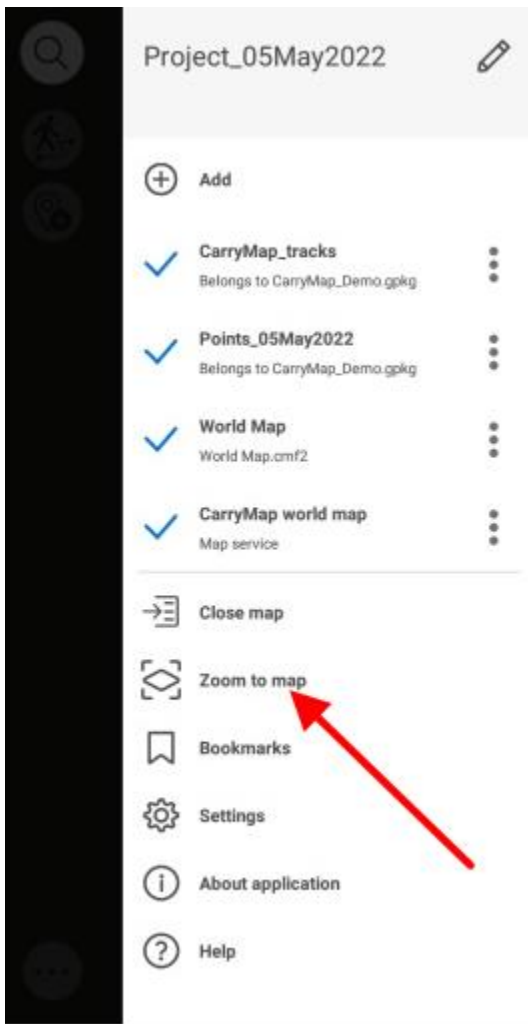 Project_05May2022
Add
CarryMap_tracks
Belongs to CarryMap_Demo.gpkg
Points_05May2022
Belongs to CarryMap_Demo.gpkg
World Map
World Map.cmf2
CarryMap world map
Map service
Close map
Zoom to map
Bookmarks
Settings
About application
Help